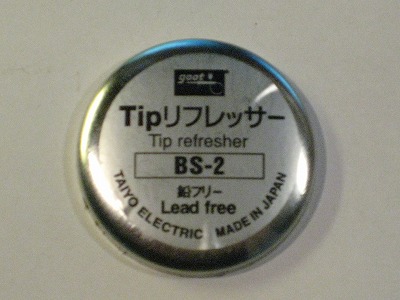 goot
Tipリフレッサー
Tip refresher
BS-2
鉛フリー
Lead free
TAIYO ELECTRIC MADE IN JAPAN